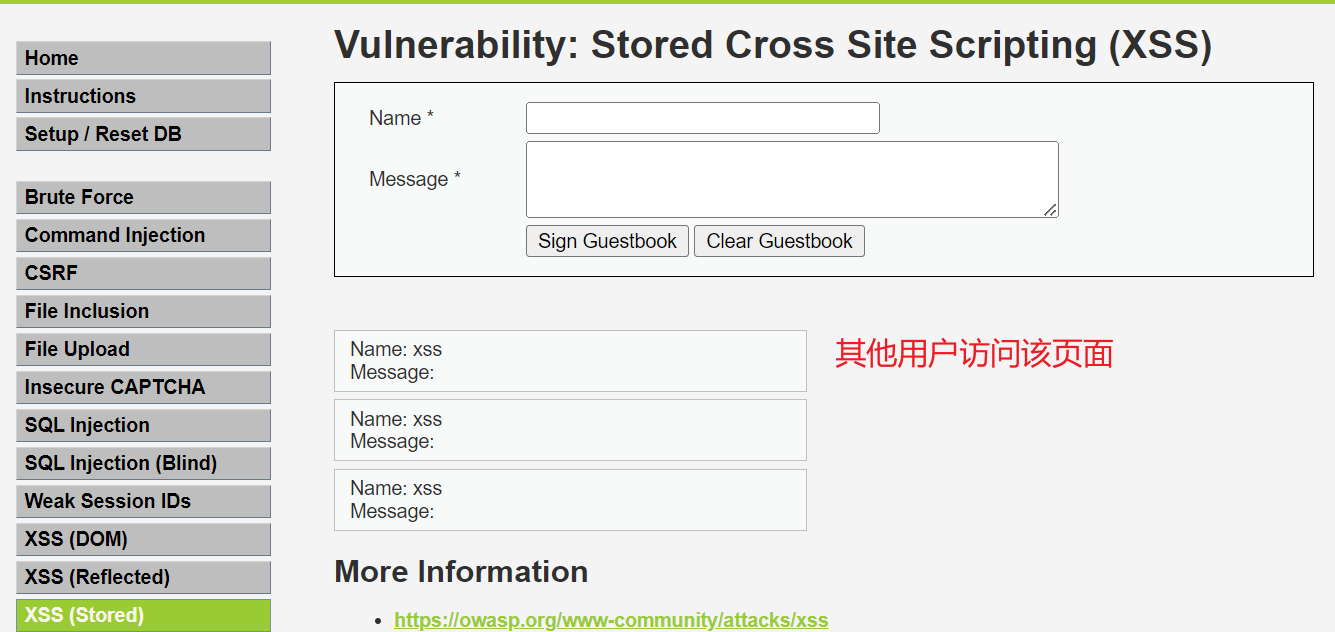 Home
Instructions
Setup / Reset DB
Brute Force
Command Injection
CSRF
File Inclusion
File Upload
Insecure CAPTCHA
SQL Injection
SQL Injection (Blind)
Weak Session IDs
XSS (DOM)
XSS (Reflected)
XSS (Stored)
Vulnerability: Stored Cross Site Scripting (XSS)
Name *
Message *
Sign Guestbook Clear Guestbook
Name: xss
Message:
其他用户访问该页面
Name: xss
Message:
Name: xss
Message:
More Information
https://owasp.org/www-community/attacks/xss